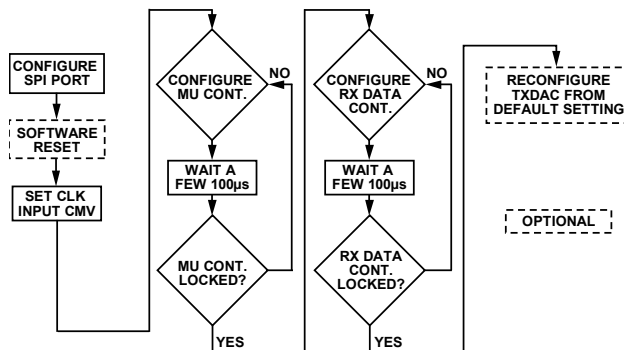 CONFIGURE
SPI PORT
SOFTWARE
RESET
SET CLK
INPUT CMV
CONFIGURE
MU CONT.
NO
WAIT A
FEW 100µs
MU CONT.
LOCKED?
YES
CONFIGURE
RX DATA
CONT.
NO
WAIT A
FEW 100µs
RX DATA
CONT.
LOCKED?
YES
RECONFIGURE
TXDAC FROM
DEFAULT SETTING
OPTIONAL